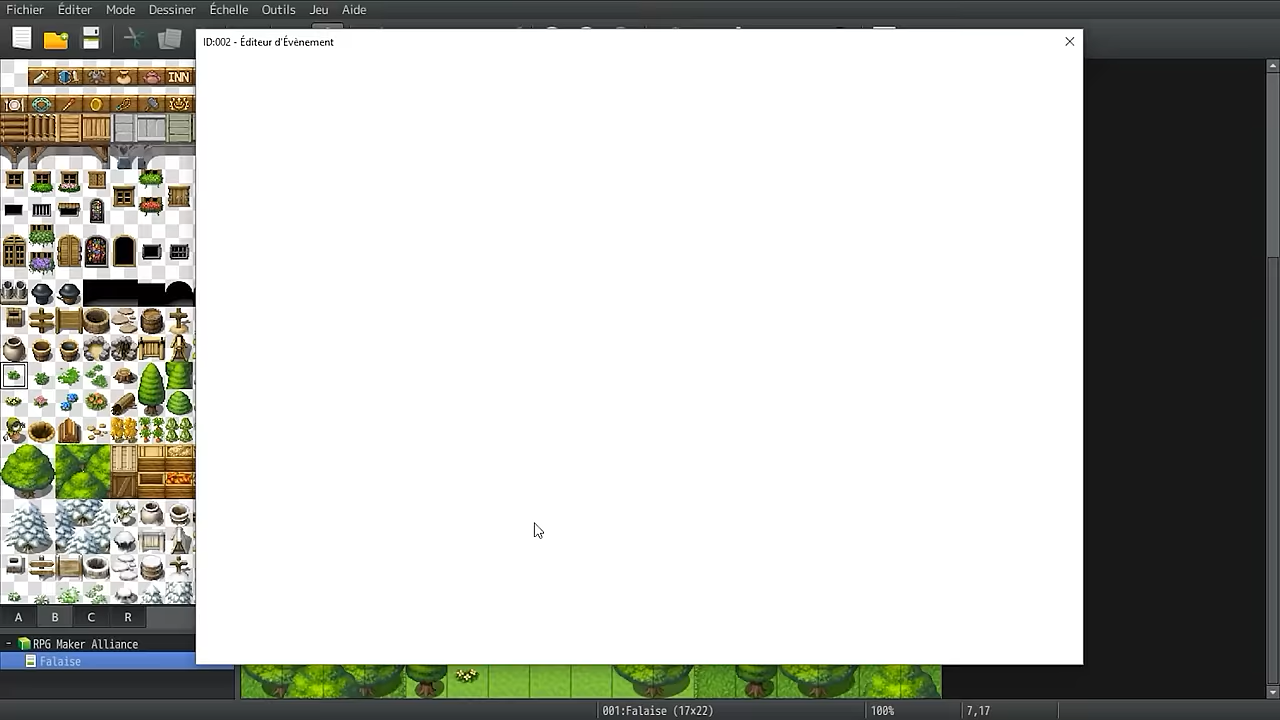 Fichier Éditer Mode Dessiner Échelle Outils Jeu Aide
ID:002 - Éditeur d'Évènement
INN
A B C R
RPG Maker Alliance
Falaise
001:Falaise (17x22) 100% 7,17